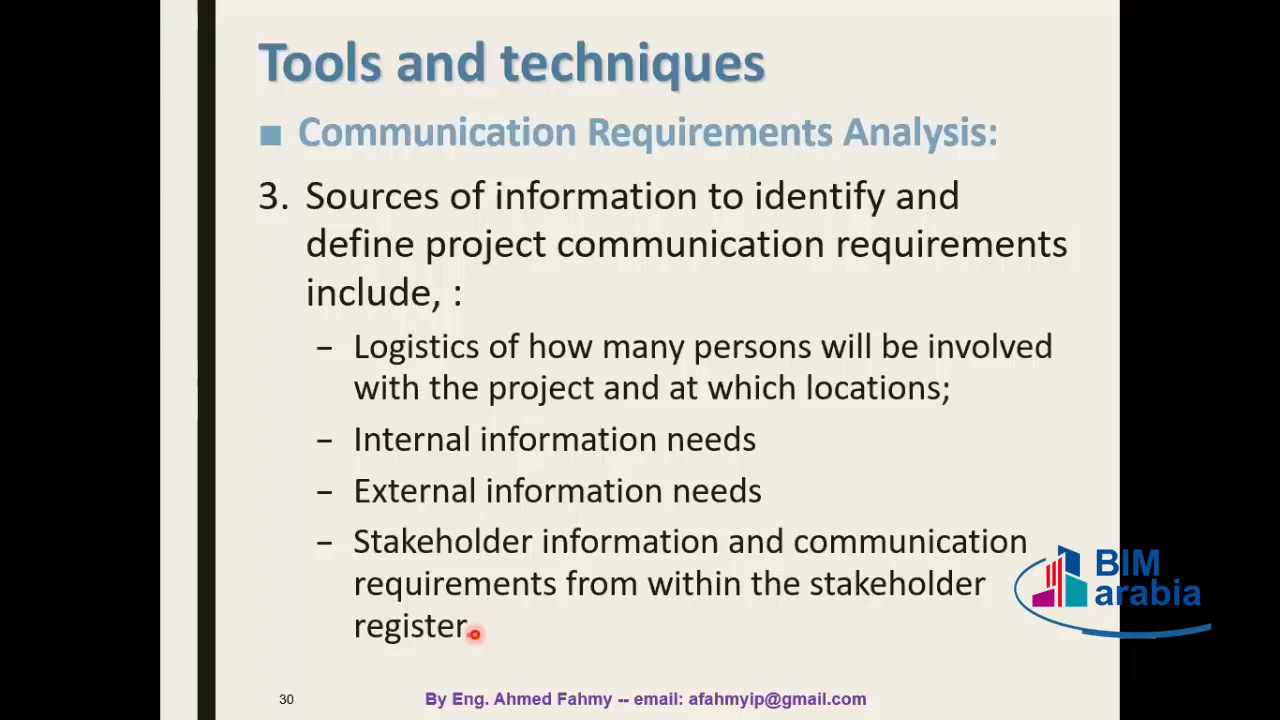 Tools and techniques
■ Communication Requirements Analysis:
3. Sources of information to identify and
define project communication requirements
include, :
– Logistics of how many persons will be involved
with the project and at which locations;
– Internal information needs
– External information needs
– Stakeholder information and communication
requirements from within the stakeholder
register.
BIM
arabia
30
By Eng. Ahmed Fahmy -- email: afahmyip@gmail.com